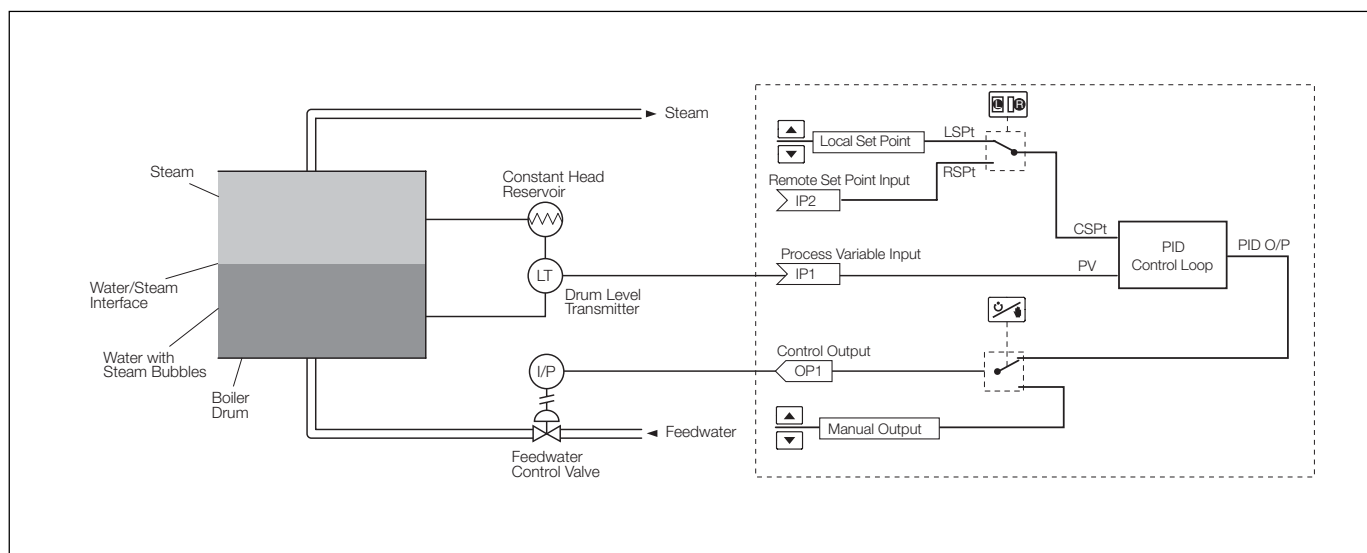 Steam
Steam
Constant Head
Reservoir
LT
Drum Level
Transmitter
Water/Steam
Interface
Water with
Steam Bubbles
Boiler
Drum
I/P
Feedwater
Feedwater
Control Valve
L R
Local Set Point
LSPt
RSPt
Remote Set Point Input
IP2
CSPt
Process Variable Input
IP1
PV
PID
Control Loop
PID O/P
Control Output
OP1
Manual Output